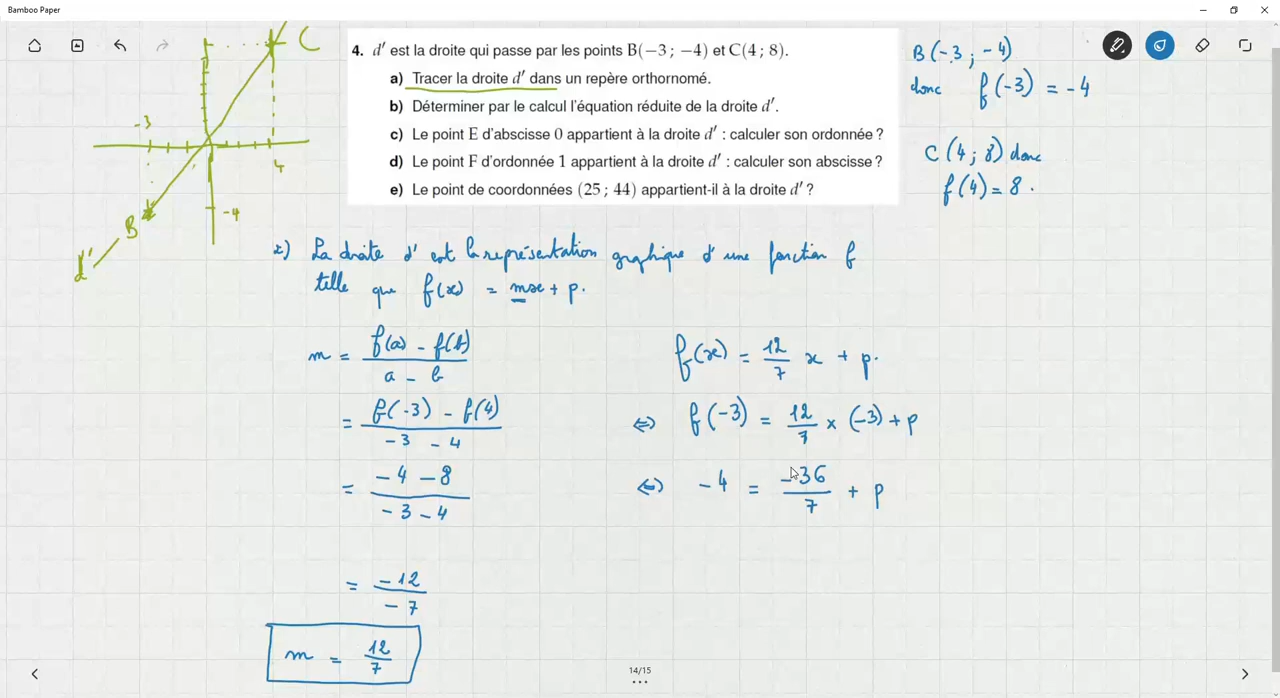 Bamboo Paper
4. d' est la droite qui passe par les points B(−3 ; −4) et C(4 ; 8).
a) Tracer la droite d' dans un repère orthornomé.
b) Déterminer par le calcul l'équation réduite de la droite d'.
c) Le point E d'abscisse 0 appartient à la droite d' : calculer son ordonnée ?
d) Le point F d'ordonnée 1 appartient à la droite d' : calculer son abscisse ?
e) Le point de coordonnées (25 ; 44) appartient-il à la droite d' ?
C
-3
4
-4
B
d'
B (-3 ; -4)
donc f(-3) = -4
C (4 ; 8) donc
f(4) = 8.
2) La droite d' est la représentation graphique d'une fonction f
telle que f(x) = mx + p.
m = f(a) - f(b) / a - b
= f(-3) - f(4) / -3 - 4
= -4 - 8 / -3 - 4
= -12 / -7
m = 12/7
f(x) = 12/7 x + p.
⇔ f(-3) = 12/7 × (-3) + p
⇔ -4 = -36/7 + p
14/15